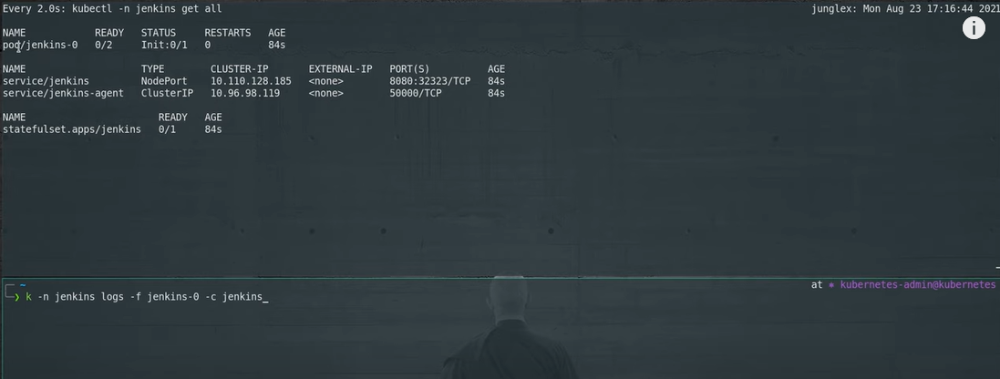 Every 2.0s: kubectl -n jenkins get all junglex: Mon Aug 23 17:16:44 2021
NAME READY STATUS RESTARTS AGE
pod/jenkins-0 0/2 Init:0/1 0 84s
NAME TYPE CLUSTER-IP EXTERNAL-IP PORT(S) AGE
service/jenkins NodePort 10.110.128.185 <none> 8080:32323/TCP 84s
service/jenkins-agent ClusterIP 10.96.98.119 <none> 50000/TCP 84s
NAME READY AGE
statefulset.apps/jenkins 0/1 84s
~ at ⎈ kubernetes-admin@kubernetes
❯ k -n jenkins logs -f jenkins-0 -c jenkins_